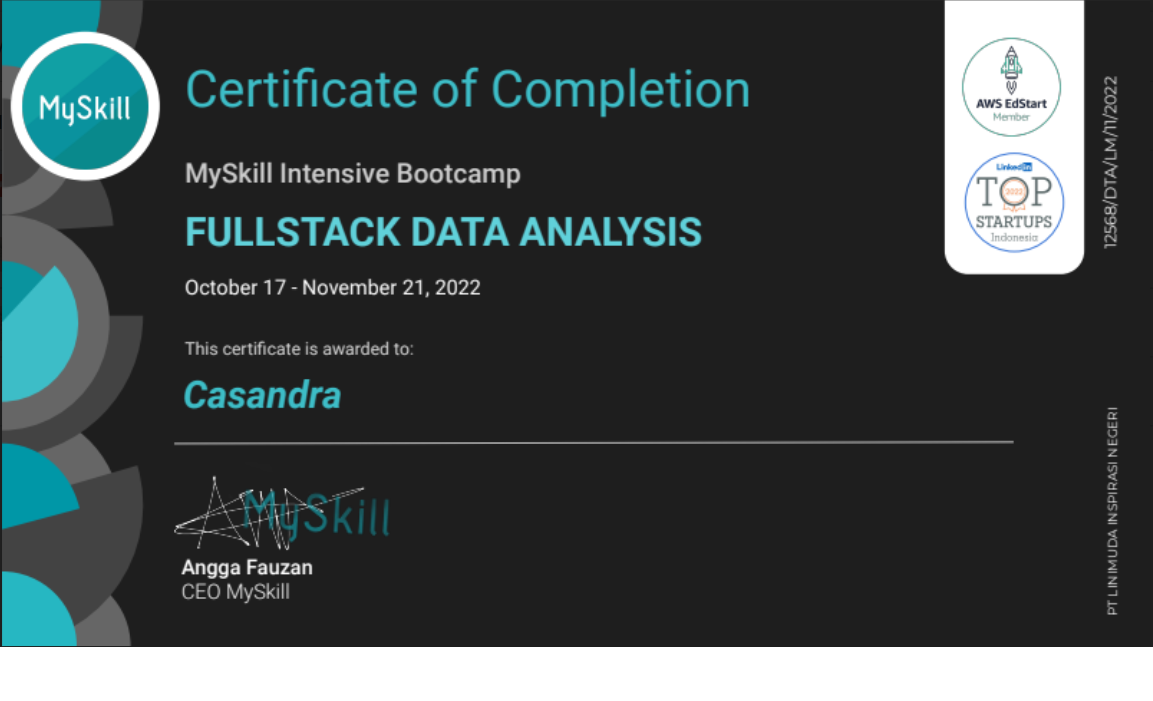 MySkill
Certificate of Completion
MySkill Intensive Bootcamp
FULLSTACK DATA ANALYSIS
October 17 - November 21, 2022
This certificate is awarded to:
Casandra
MySkill
Angga Fauzan
CEO MySkill
AWS EdStart
Member
LinkedIn
TOP
2022
STARTUPS
Indonesia
12568/DTA/LM/11/2022
PT LINIMUDA INSPIRASI NEGERI